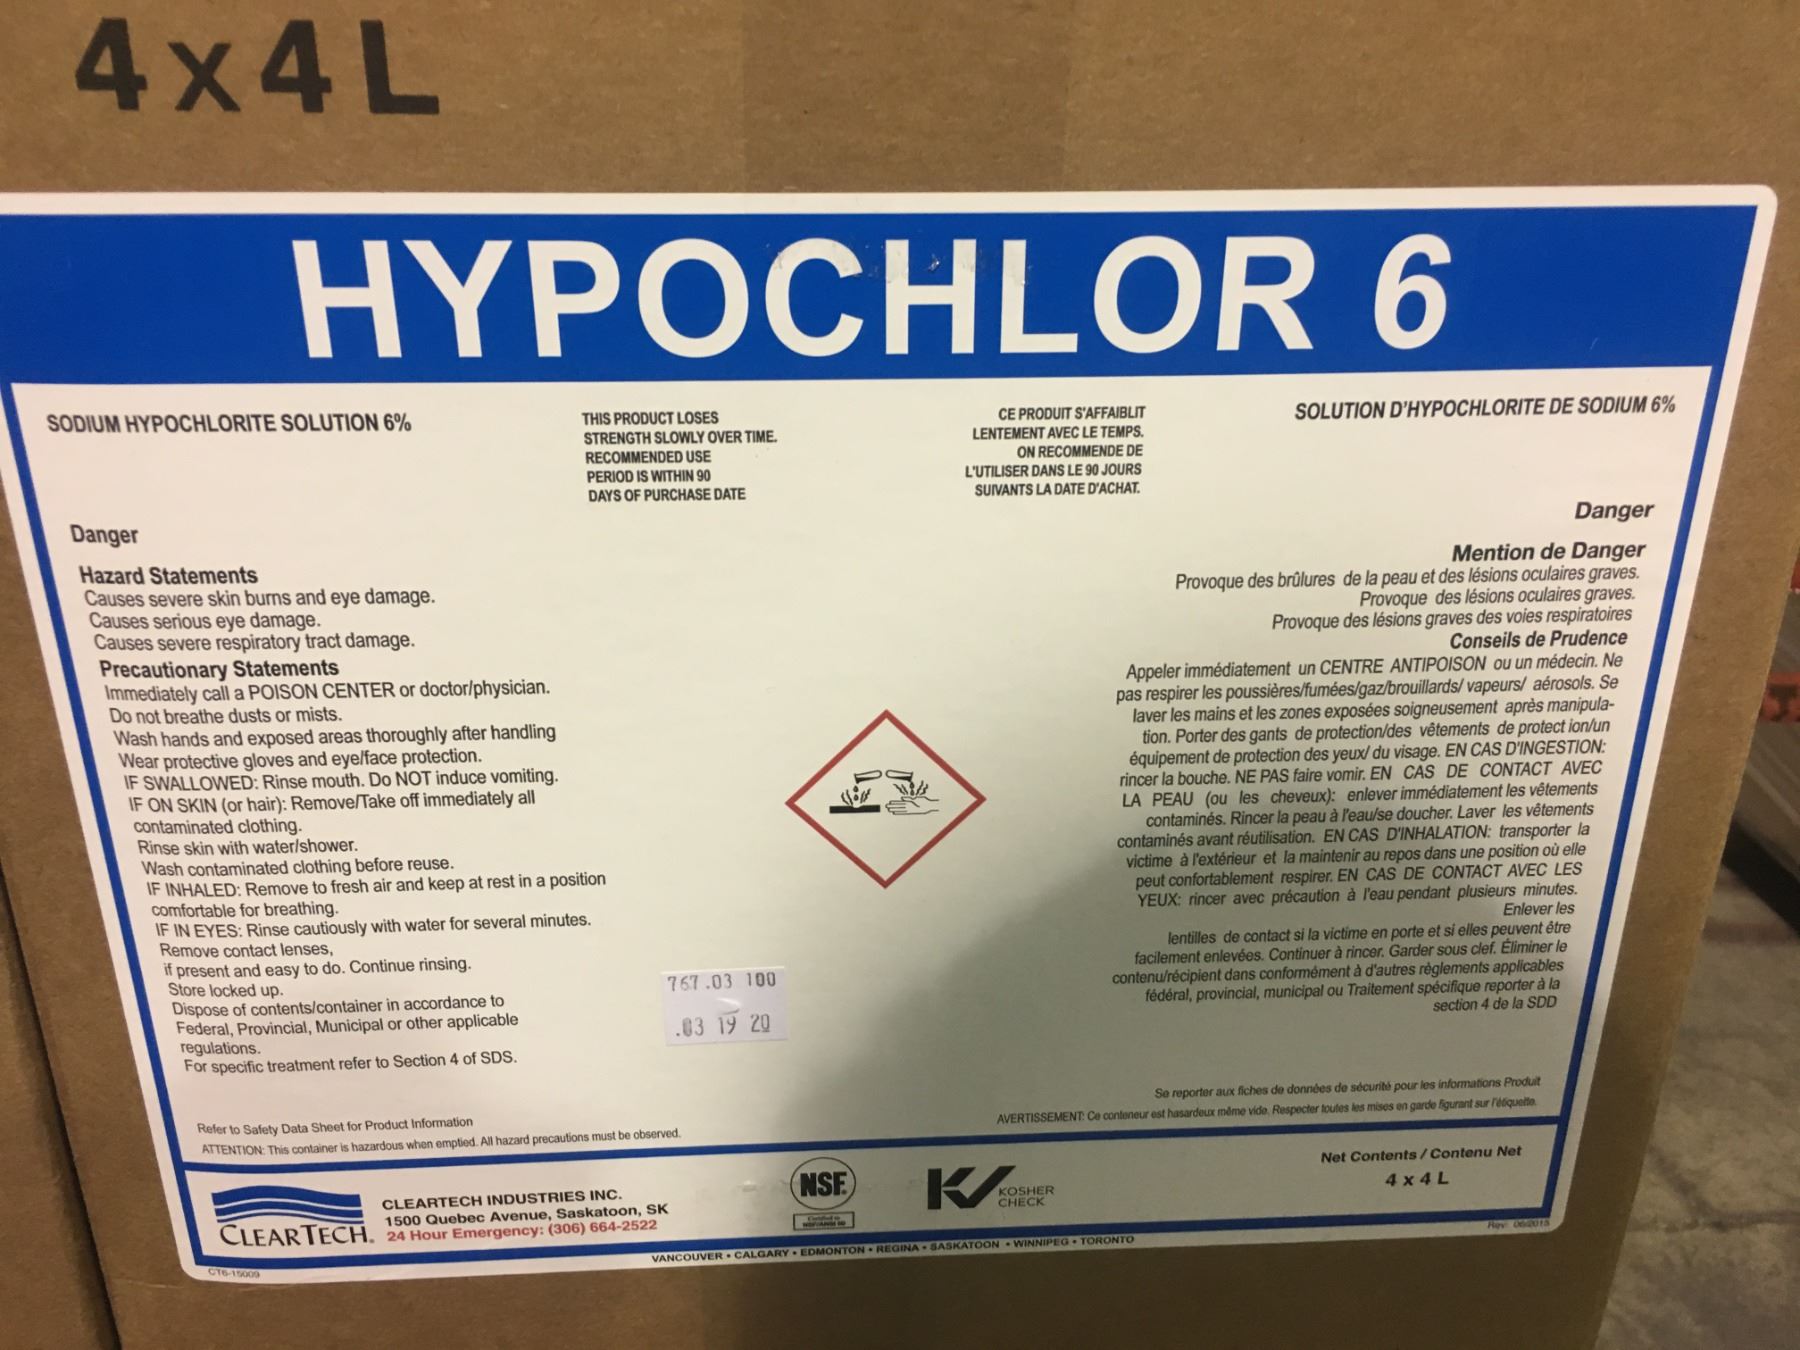 4x4L
HYPOCHLOR 6
SODIUM HYPOCHLORITE SOLUTION 6%
THIS PRODUCT LOSES
STRENGTH SLOWLY OVER TIME.
RECOMMENDED USE
PERIOD IS WITHIN 90
DAYS OF PURCHASE DATE
CE PRODUIT S'AFFAIBLIT
LENTEMENT AVEC LE TEMPS.
ON RECOMMENDE DE
L'UTILISER DANS LE 90 JOURS
SUIVANTS LA DATE D'ACHAT.
SOLUTION D'HYPOCHLORITE DE SODIUM 6%
Danger
Hazard Statements
Causes severe skin burns and eye damage.
Causes serious eye damage.
Causes severe respiratory tract damage.
Precautionary Statements
Immediately call a POISON CENTER or doctor/physician.
Do not breathe dusts or mists.
Wash hands and exposed areas thoroughly after handling
Wear protective gloves and eye/face protection.
IF SWALLOWED: Rinse mouth. Do NOT induce vomiting.
IF ON SKIN (or hair): Remove/Take off immediately all
contaminated clothing.
Rinse skin with water/shower.
Wash contaminated clothing before reuse.
IF INHALED: Remove to fresh air and keep at rest in a position
comfortable for breathing.
IF IN EYES: Rinse cautiously with water for several minutes.
Remove contact lenses,
if present and easy to do. Continue rinsing.
Store locked up.
Dispose of contents/container in accordance to
Federal, Provincial, Municipal or other applicable
regulations.
For specific treatment refer to Section 4 of SDS.
767.03 100
.03 19 20
Danger
Mention de Danger
Provoque des brûlures de la peau et des lésions oculaires graves.
Provoque des lésions oculaires graves.
Provoque des lésions graves des voies respiratoires
Conseils de Prudence
Appeler immédiatement un CENTRE ANTIPOISON ou un médecin. Ne
pas respirer les poussières/fumées/gaz/brouillards/ vapeurs/ aérosols. Se
laver les mains et les zones exposées soigneusement après manipula-
tion. Porter des gants de protection/des vêtements de protect ion/un
équipement de protection des yeux/ du visage. EN CAS D'INGESTION:
rincer la bouche. NE PAS faire vomir. EN CAS DE CONTACT AVEC
LA PEAU (ou les cheveux): enlever immédiatement les vêtements
contaminés. Rincer la peau à l'eau/se doucher. Laver les vêtements
contaminés avant réutilisation. EN CAS D'INHALATION: transporter la
victime à l'extérieur et la maintenir au repos dans une position où elle
peut confortablement respirer. EN CAS DE CONTACT AVEC LES
YEUX: rincer avec précaution à l'eau pendant plusieurs minutes.
Enlever les
lentilles de contact si la victime en porte et si elles peuvent être
facilement enlevées. Continuer à rincer. Garder sous clef. Éliminer le
contenu/récipient dans conformément à d'autres règlements applicables
fédéral, provincial, municipal ou Traitement spécifique reporter à la
section 4 de la SDD
Refer to Safety Data Sheet for Product Information
ATTENTION: This container is hazardous when emptied. All hazard precautions must be observed.
Se reporter aux fiches de données de sécurité pour les informations Produit
AVERTISSEMENT: Ce conteneur est hasardeux même vide. Respecter toutes les mises en garde figurant sur l'étiquette.
CLEARTECH.
CLEARTECH INDUSTRIES INC.
1500 Quebec Avenue, Saskatoon, SK
24 Hour Emergency: (306) 664-2522
NSF.
Certified to
NSF/ANSI 60
KOSHER
CHECK
Net Contents / Contenu Net
4 x 4 L
Rev: 06/2015
VANCOUVER • CALGARY • EDMONTON • REGINA • SASKATOON • WINNIPEG • TORONTO
CT6-15009